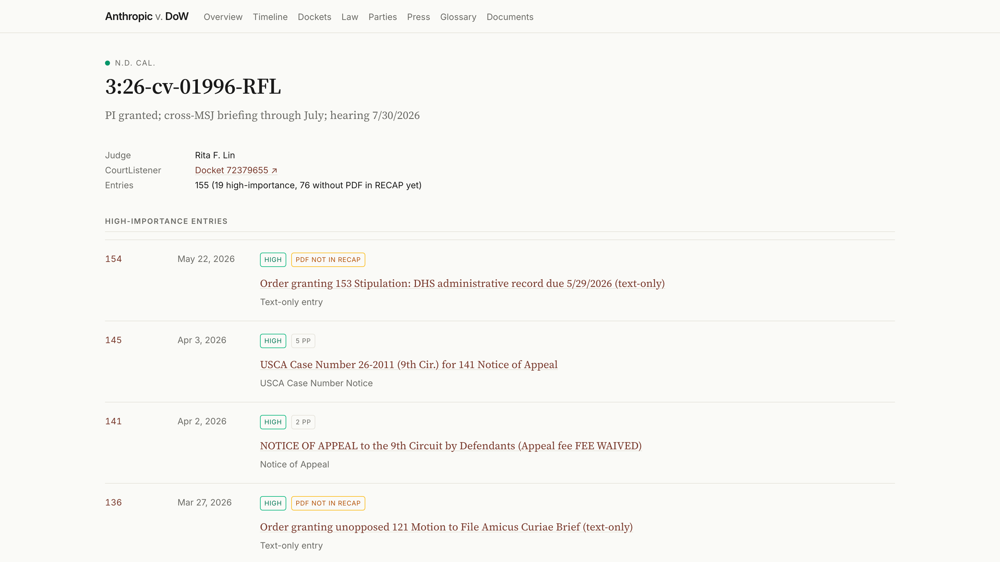 Anthropic v. DoW Overview Timeline Dockets Law Parties Press Glossary Documents
N.D. CAL.
3:26-cv-01996-RFL
PI granted; cross-MSJ briefing through July; hearing 7/30/2026
Judge Rita F. Lin
CourtListener Docket 72379655 ↗
Entries 155 (19 high-importance, 76 without PDF in RECAP yet)
HIGH-IMPORTANCE ENTRIES
154 May 22, 2026 HIGH PDF NOT IN RECAP
Order granting 153 Stipulation: DHS administrative record due 5/29/2026 (text-only)
Text-only entry
145 Apr 3, 2026 HIGH 5 PP
USCA Case Number 26-2011 (9th Cir.) for 141 Notice of Appeal
USCA Case Number Notice
141 Apr 2, 2026 HIGH 2 PP
NOTICE OF APPEAL to the 9th Circuit by Defendants (Appeal fee FEE WAIVED)
Notice of Appeal
136 Mar 27, 2026 HIGH PDF NOT IN RECAP
Order granting unopposed 121 Motion to File Amicus Curiae Brief (text-only)
Text-only entry